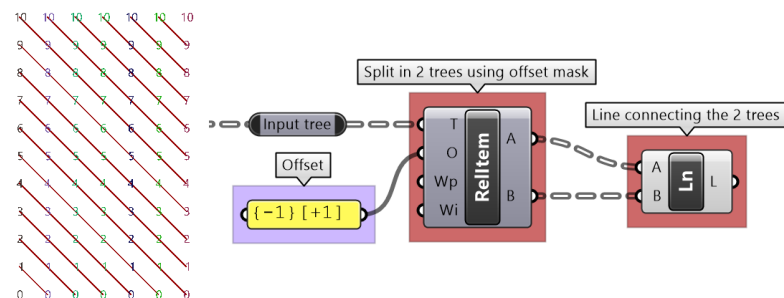 10 10 10 10 10 10 10
9 9 9 9 9 9 9
8 8 8 8 8 8 8
7 7 7 7 7 7 7
6 6 6 6 6 6 6
5 5 5 5 5 5 5
4 4 4 4 4 4 4
3 3 3 3 3 3 3
2 2 2 2 2 2 2
1 1 1 1 1 1 1
0 0 0 0 0 0 0
Split in 2 trees using offset mask
Line connecting the 2 trees
Input tree
Offset
{-1}[+1]
T
O
Wp
Wi
RelItem
A
B
A
B
Ln
L